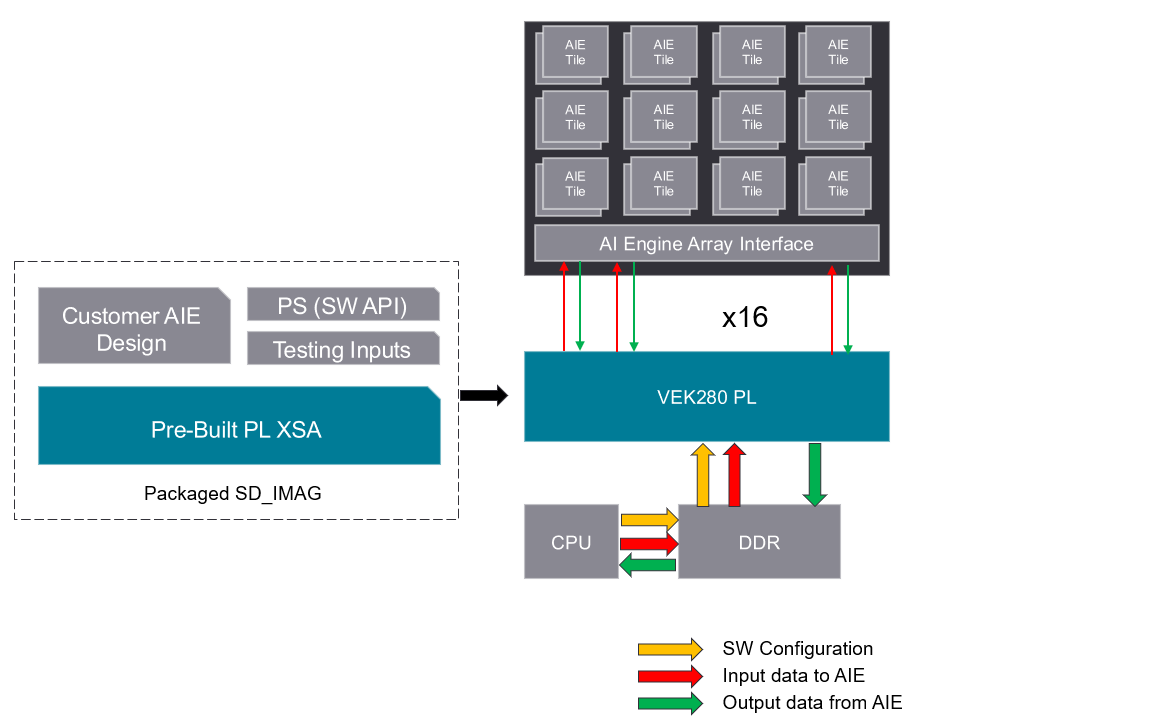 AIE
Tile
AIE
Tile
AIE
Tile
AIE
Tile
AIE
Tile
AIE
Tile
AIE
Tile
AIE
Tile
AIE
Tile
AIE
Tile
AIE
Tile
AIE
Tile
AI Engine Array Interface
Customer AIE
Design
PS (SW API)
Testing Inputs
Pre-Built PL XSA
Packaged SD_IMAG
x16
VEK280 PL
CPU
DDR
SW Configuration
Input data to AIE
Output data from AIE